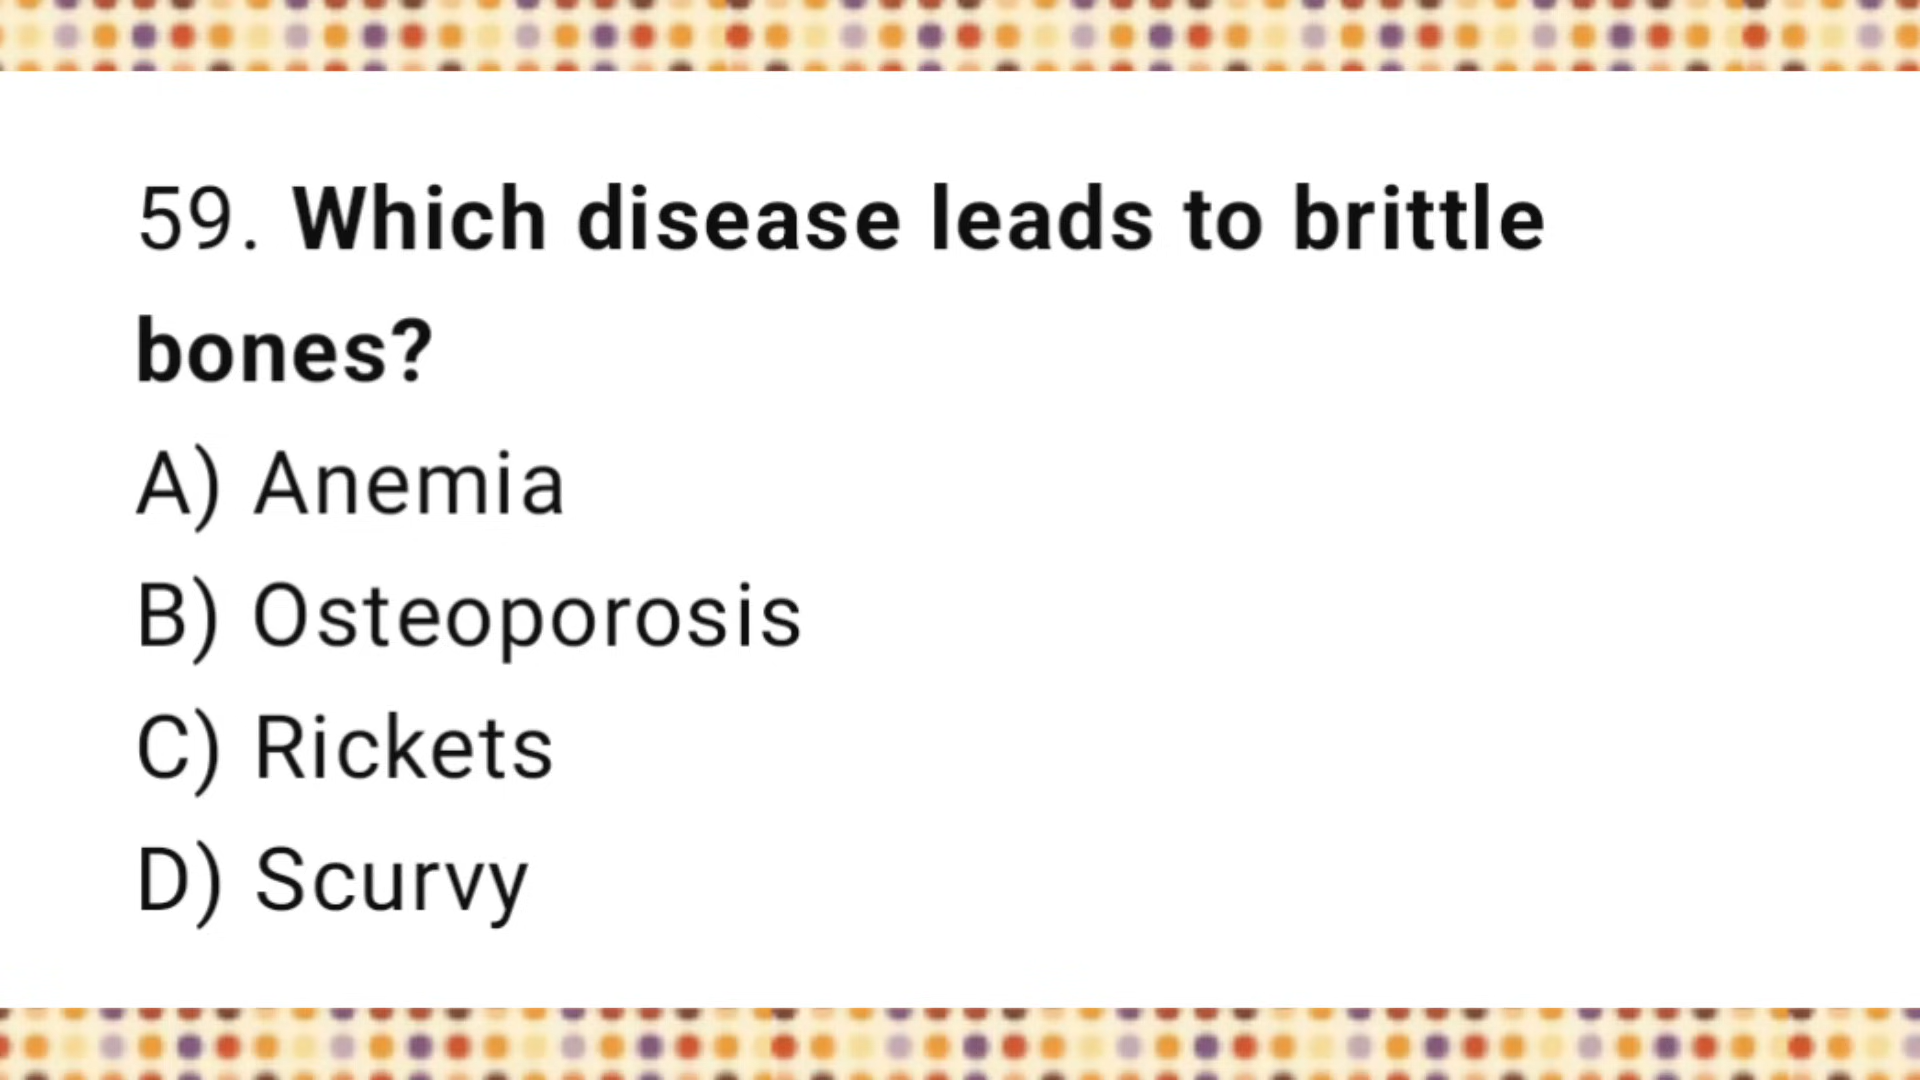 59. Which disease leads to brittle
bones?
A) Anemia
B) Osteoporosis
C) Rickets
D) Scurvy